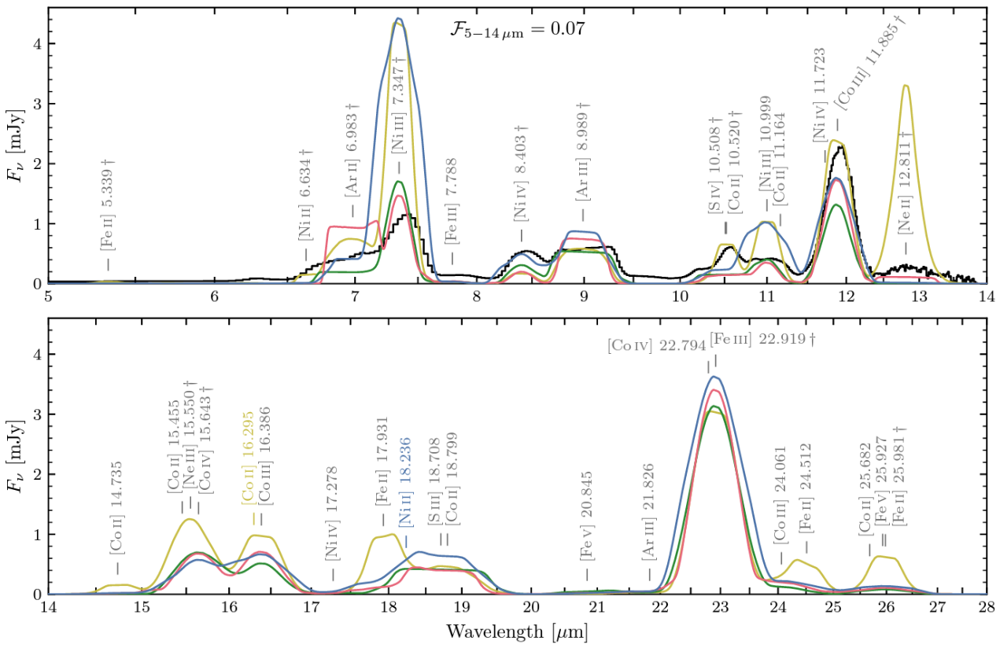 𝓕5−14 μm = 0.07
Fν [mJy]
4
3
2
1
0
[Fe II] 5.339 †
[Ni II] 6.634 †
[Ar II] 6.983 †
[Ni III] 7.347 †
[Fe III] 7.788
[Ni IV] 8.403 †
[Ar III] 8.989 †
[S IV] 10.508 †
[Co II] 10.520 †
[Ni III] 10.999
[Co II] 11.164
[Ni IV] 11.723
[Co III] 11.885 †
[Ne II] 12.811 †
5 6 7 8 9 10 11 12 13 14
Fν [mJy]
4
3
2
1
0
[Co II] 14.735
[Co II] 15.455
[Ne III] 15.550 †
[Co IV] 15.643 †
[Co II] 16.295
[Co III] 16.386
[Ni IV] 17.278
[Fe II] 17.931
[Ni II] 18.236
[S III] 18.708
[Co II] 18.799
[Fe V] 20.845
[Ar III] 21.826
[Co IV] 22.794
[Fe III] 22.919 †
[Co III] 24.061
[Fe II] 24.512
[Co II] 25.682
[Fe V] 25.927
[Fe II] 25.981 †
14 15 16 17 18 19 20 21 22 23 24 25 26 27 28
Wavelength [μm]